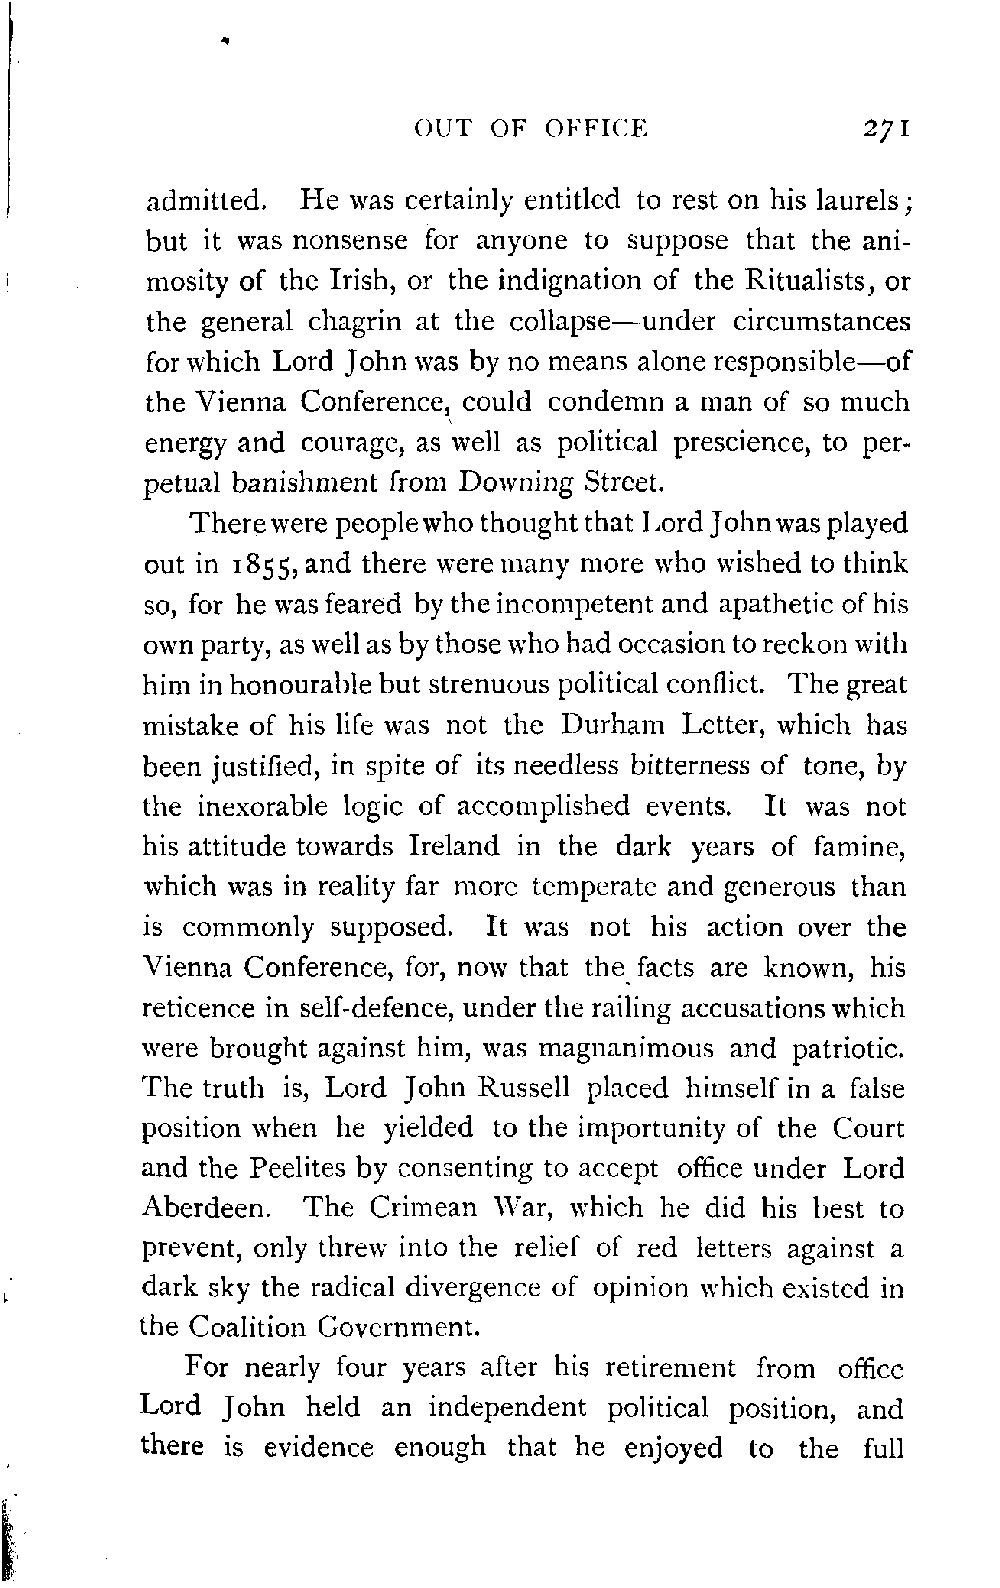 OUT OF OFFICE 271
admitted. He was certainly entitled to rest on his laurels;
but it was nonsense for anyone to suppose that the ani-
mosity of the Irish, or the indignation of the Ritualists, or
the general chagrin at the collapse—under circumstances
for which Lord John was by no means alone responsible—of
the Vienna Conference, could condemn a man of so much
energy and courage, as well as political prescience, to per-
petual banishment from Downing Street.
There were people who thought that Lord John was played
out in 1855, and there were many more who wished to think
so, for he was feared by the incompetent and apathetic of his
own party, as well as by those who had occasion to reckon with
him in honourable but strenuous political conflict. The great
mistake of his life was not the Durham Letter, which has
been justified, in spite of its needless bitterness of tone, by
the inexorable logic of accomplished events. It was not
his attitude towards Ireland in the dark years of famine,
which was in reality far more temperate and generous than
is commonly supposed. It was not his action over the
Vienna Conference, for, now that the facts are known, his
reticence in self-defence, under the railing accusations which
were brought against him, was magnanimous and patriotic.
The truth is, Lord John Russell placed himself in a false
position when he yielded to the importunity of the Court
and the Peelites by consenting to accept office under Lord
Aberdeen. The Crimean War, which he did his best to
prevent, only threw into the relief of red letters against a
dark sky the radical divergence of opinion which existed in
the Coalition Government.
For nearly four years after his retirement from office
Lord John held an independent political position, and
there is evidence enough that he enjoyed to the full